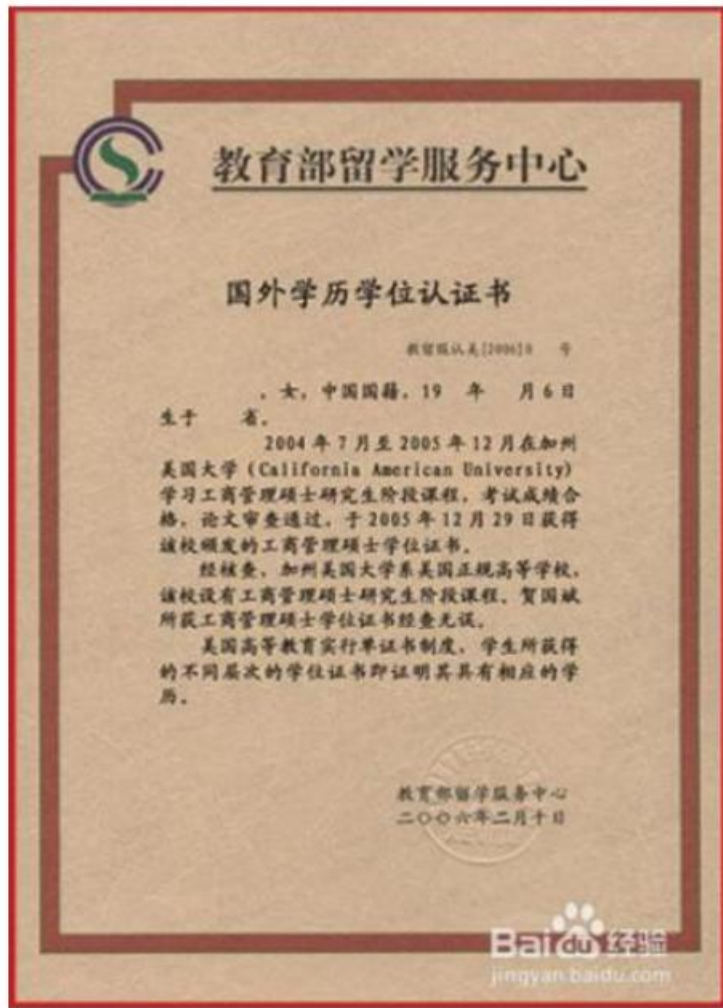 教育部留学服务中心
国外学历学位认证书
教留服认美[2006]0 号
,女,中国国籍,19 年 月6日
生于 省。
2004年7月至2005年12月在加州
美国大学(California American University)
学习工商管理硕士研究生阶段课程,考试成绩合
格,论文审查通过,于2005年12月29日获得
该校颁发的工商管理硕士学位证书。
经核查,加州美国大学系美国正规高等学校,
该校设有工商管理硕士研究生阶段课程。贺国斌
所获工商管理硕士学位证书经查无误。
美国高等教育实行单证书制度,学生所获得
的不同层次的学位证书即证明其具有相应的学
历。
教育部留学服务中心
二〇〇六年二月十日
Baidu 经验
jingyan.baidu.com